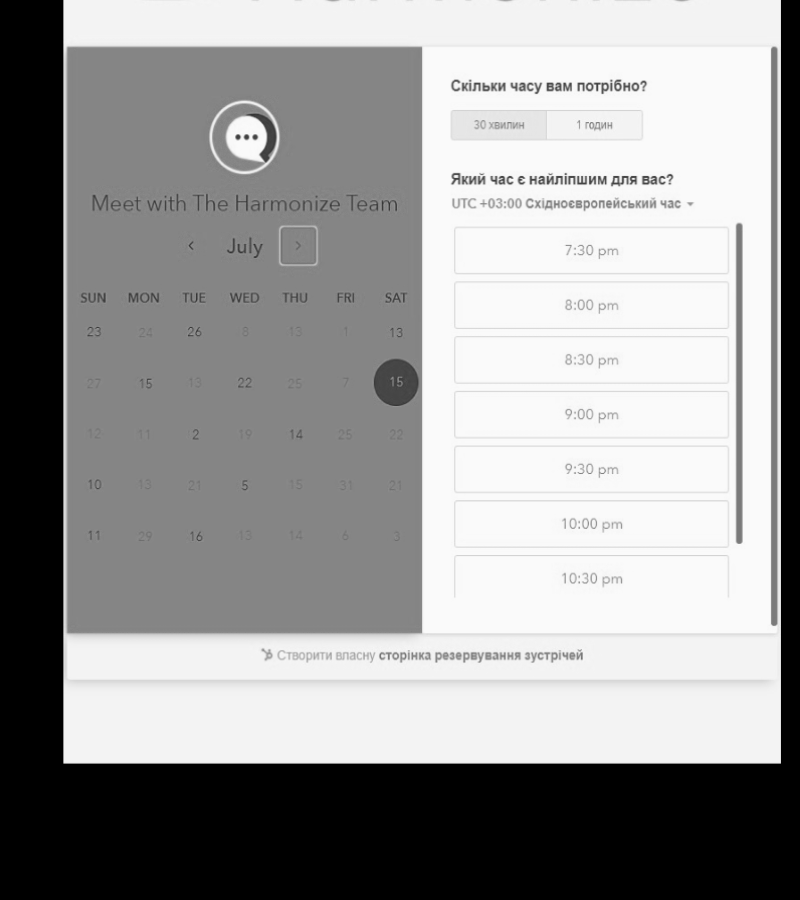 Скільки часу вам потрібно?
30 хвилин 1 годин
Meet with The Harmonize Team
‹ July ›
SUN MON TUE WED THU FRI SAT
23 24 26 8 13 1 13
27 15 13 22 25 7 15
12 11 2 19 14 25 22
10 13 21 5 15 31 21
11 29 16 13 14 6 3
Який час є найліпшим для вас?
UTC +03:00 Східноєвропейський час
7:30 pm
8:00 pm
8:30 pm
9:00 pm
9:30 pm
10:00 pm
10:30 pm
Створити власну сторінка резервування зустрічей